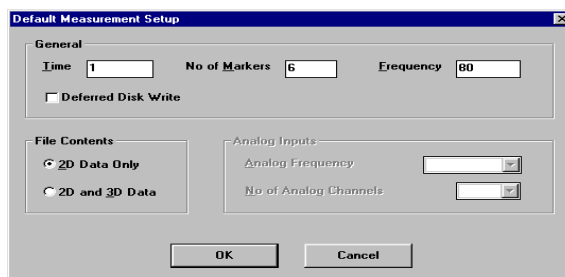 Default Measurement Setup
General
Time 1 No of Markers 6 Frequency 80
Deferred Disk Write
File Contents
2D Data Only
2D and 3D Data
Analog Inputs
Analog Frequency
No of Analog Channels
OK Cancel